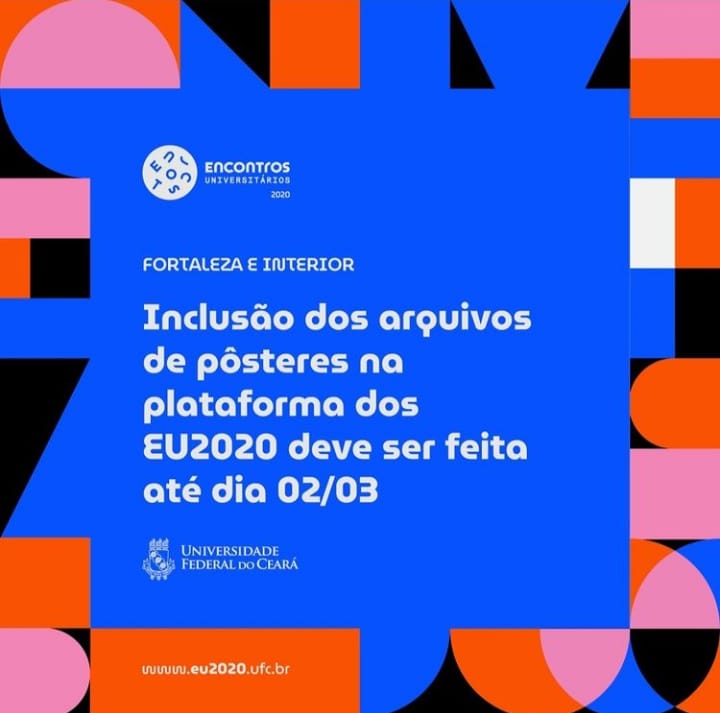 ENCONTROS
UNIVERSITÁRIOS
2020
FORTALEZA E INTERIOR
Inclusão dos arquivos
de pôsteres na
plataforma dos
EU2020 deve ser feita
até dia 02/03
UNIVERSIDADE
FEDERAL DO CEARÁ
www.eu2020.ufc.br